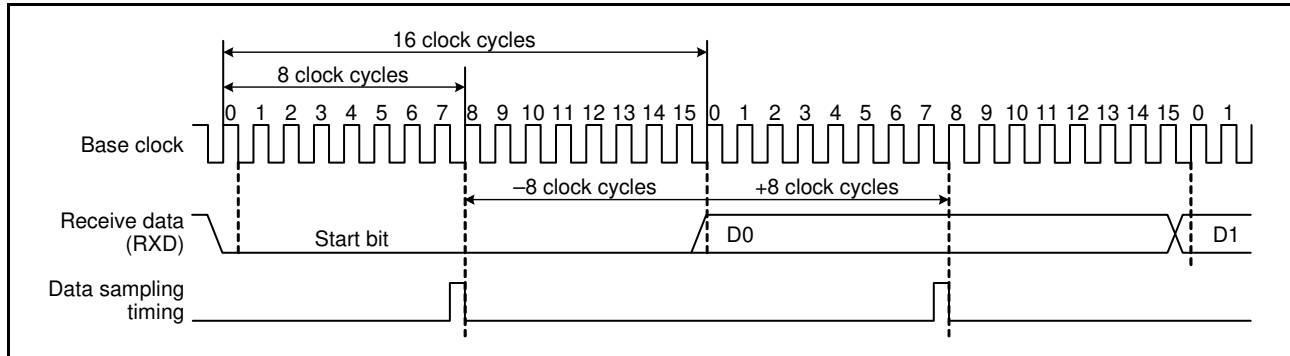 16 clock cycles
8 clock cycles
0 1 2 3 4 5 6 7 8 9 10 11 12 13 14 15 0 1 2 3 4 5 6 7 8 9 10 11 12 13 14 15 0 1
Base clock
–8 clock cycles +8 clock cycles
Receive data
(RXD)
Start bit D0 D1
Data sampling
timing